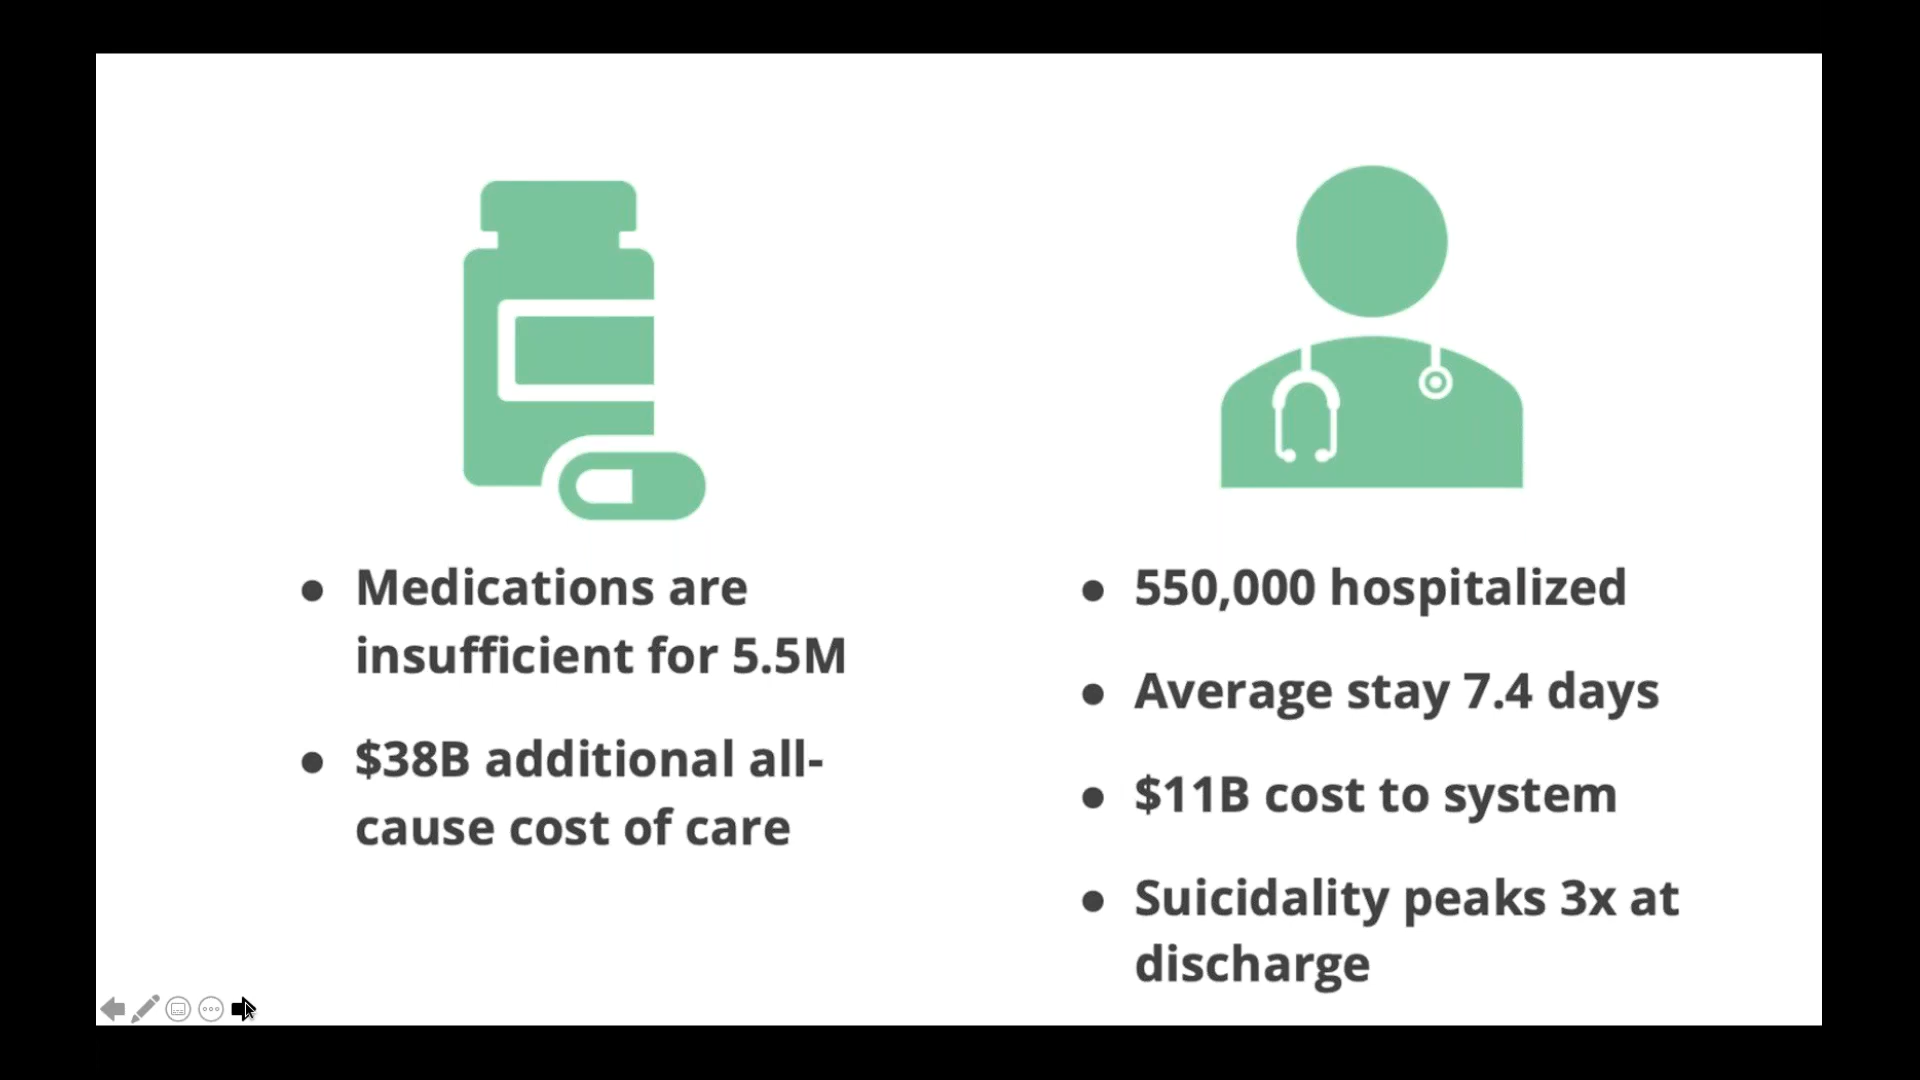 ● Medications are
insufficient for 5.5M
● $38B additional all-
cause cost of care
● 550,000 hospitalized
● Average stay 7.4 days
● $11B cost to system
● Suicidality peaks 3x at
discharge